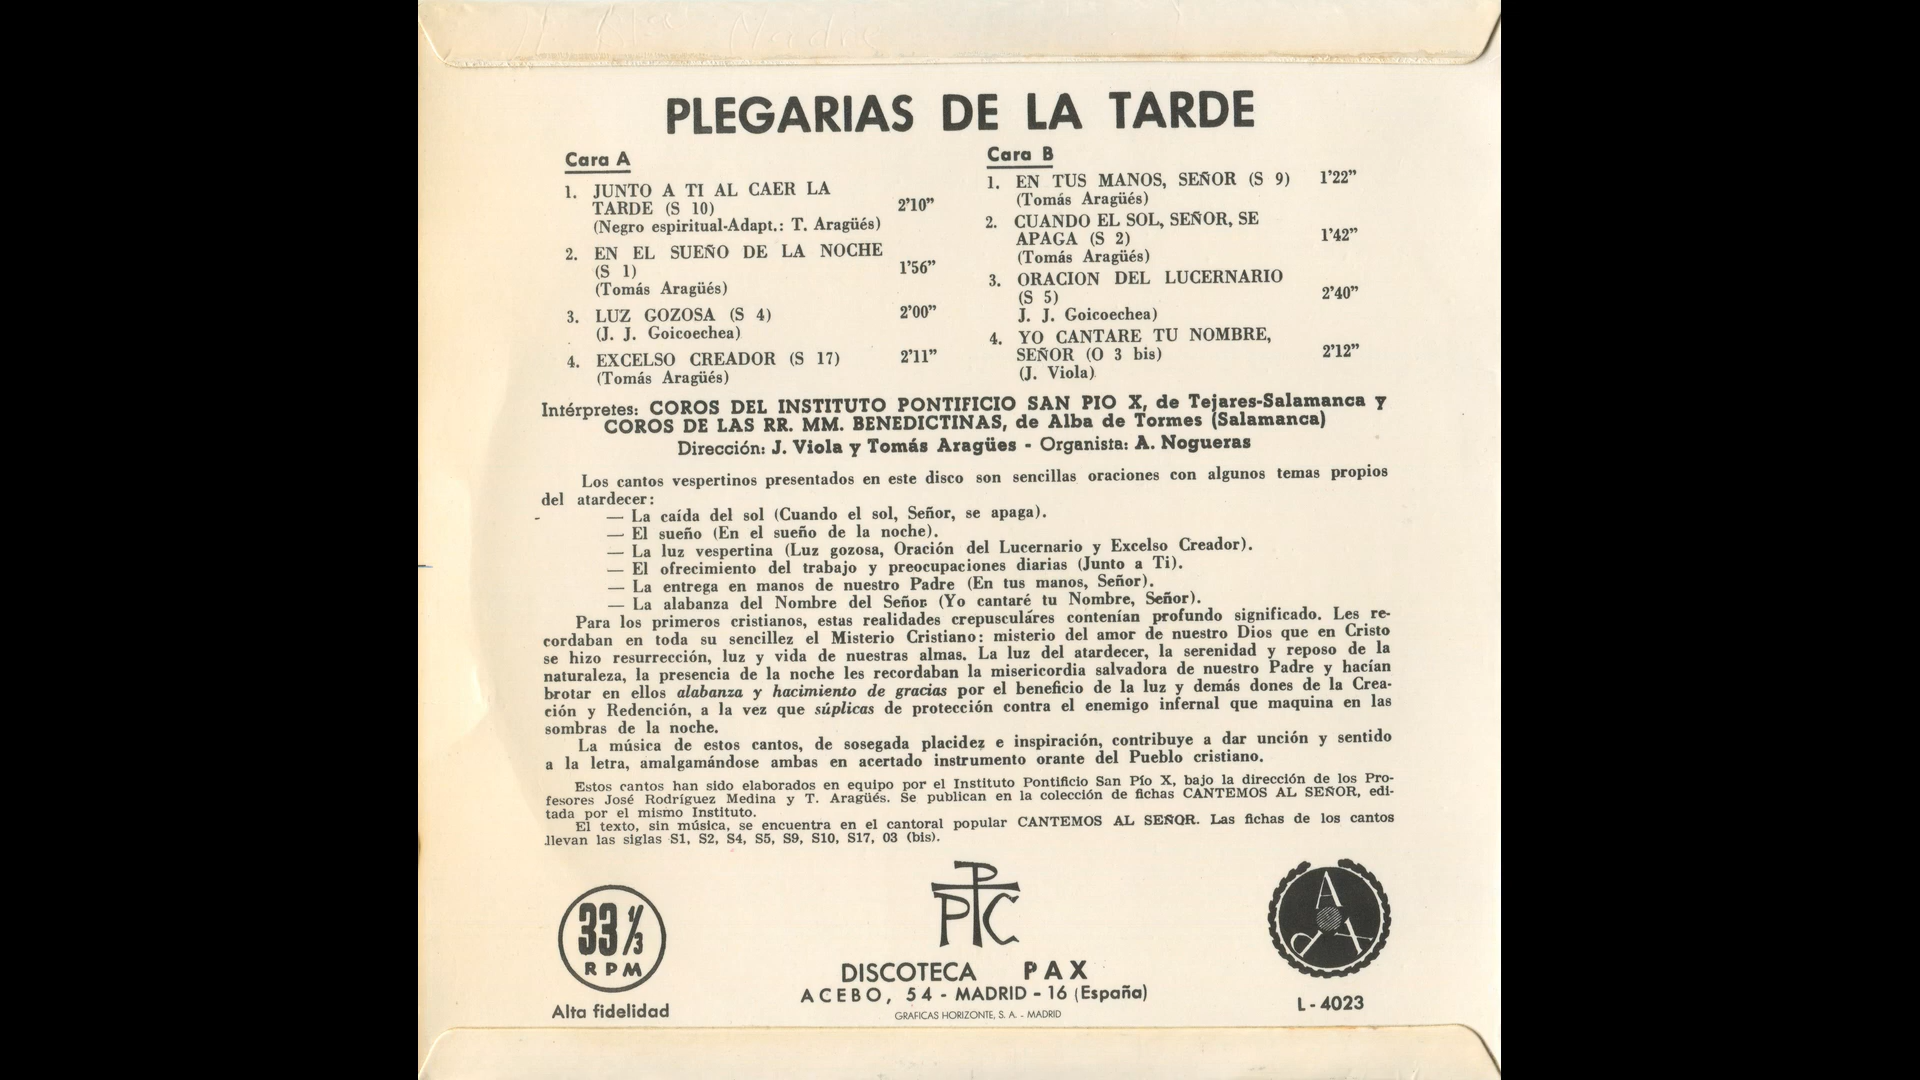 PLEGARIAS DE LA TARDE
Cara A
1. JUNTO A TI AL CAER LA
TARDE (S 10) 2'10”
(Negro espiritual-Adapt.: T. Aragüés)
2. EN EL SUEÑO DE LA NOCHE
(S 1) 1'56”
(Tomás Aragüés)
3. LUZ GOZOSA (S 4) 2'00”
(J. J. Goicoechea)
4. EXCELSO CREADOR (S 17) 2'11”
(Tomás Aragüés)
Cara B
1. EN TUS MANOS, SEÑOR (S 9) 1'22”
(Tomás Aragüés)
2. CUANDO EL SOL, SEÑOR, SE
APAGA (S 2) 1'42”
(Tomás Aragüés)
3. ORACION DEL LUCERNARIO
(S 5) 2'40”
J. J. Goicoechea)
4. YO CANTARE TU NOMBRE,
SEÑOR (O 3 bis) 2'12”
(J. Viola)
Intérpretes: COROS DEL INSTITUTO PONTIFICIO SAN PIO X, de Tejares-Salamanca y
COROS DE LAS RR. MM. BENEDICTINAS, de Alba de Tormes (Salamanca)
Dirección: J. Viola y Tomás Aragües - Organista: A. Nogueras
Los cantos vespertinos presentados en este disco son sencillas oraciones con algunos temas propios
del atardecer:
— La caída del sol (Cuando el sol, Señor, se apaga).
— El sueño (En el sueño de la noche).
— La luz vespertina (Luz gozosa, Oración del Lucernario y Excelso Creador).
— El ofrecimiento del trabajo y preocupaciones diarias (Junto a Ti).
— La entrega en manos de nuestro Padre (En tus manos, Señor).
— La alabanza del Nombre del Señor (Yo cantaré tu Nombre, Señor).
Para los primeros cristianos, estas realidades crepusculares contenían profundo significado. Les re-
cordaban en toda su sencillez el Misterio Cristiano: misterio del amor de nuestro Dios que en Cristo
se hizo resurrección, luz y vida de nuestras almas. La luz del atardecer, la serenidad y reposo de la
naturaleza, la presencia de la noche les recordaban la misericordia salvadora de nuestro Padre y hacían
brotar en ellos alabanza y hacimiento de gracias por el beneficio de la luz y demás dones de la Crea-
ción y Redención, a la vez que súplicas de protección contra el enemigo infernal que maquina en las
sombras de la noche.
La música de estos cantos, de sosegada placidez e inspiración, contribuye a dar unción y sentido
a la letra, amalgamándose ambas en acertado instrumento orante del Pueblo cristiano.
Estos cantos han sido elaborados en equipo por el Instituto Pontificio San Pío X, bajo la dirección de los Pro-
fesores José Rodríguez Medina y T. Aragüés. Se publican en la colección de fichas CANTEMOS AL SEÑOR, edi-
tada por el mismo Instituto.
El texto, sin música, se encuentra en el cantoral popular CANTEMOS AL SEÑOR. Las fichas de los cantos
llevan las siglas S1, S2, S4, S5, S9, S10, S17, 03 (bis).
33 1/3
RPM
Alta fidelidad
PPC
DISCOTECA PAX
ACEBO, 54 - MADRID - 16 (España)
GRAFICAS HORIZONTE, S. A. - MADRID
PAX
L - 4023